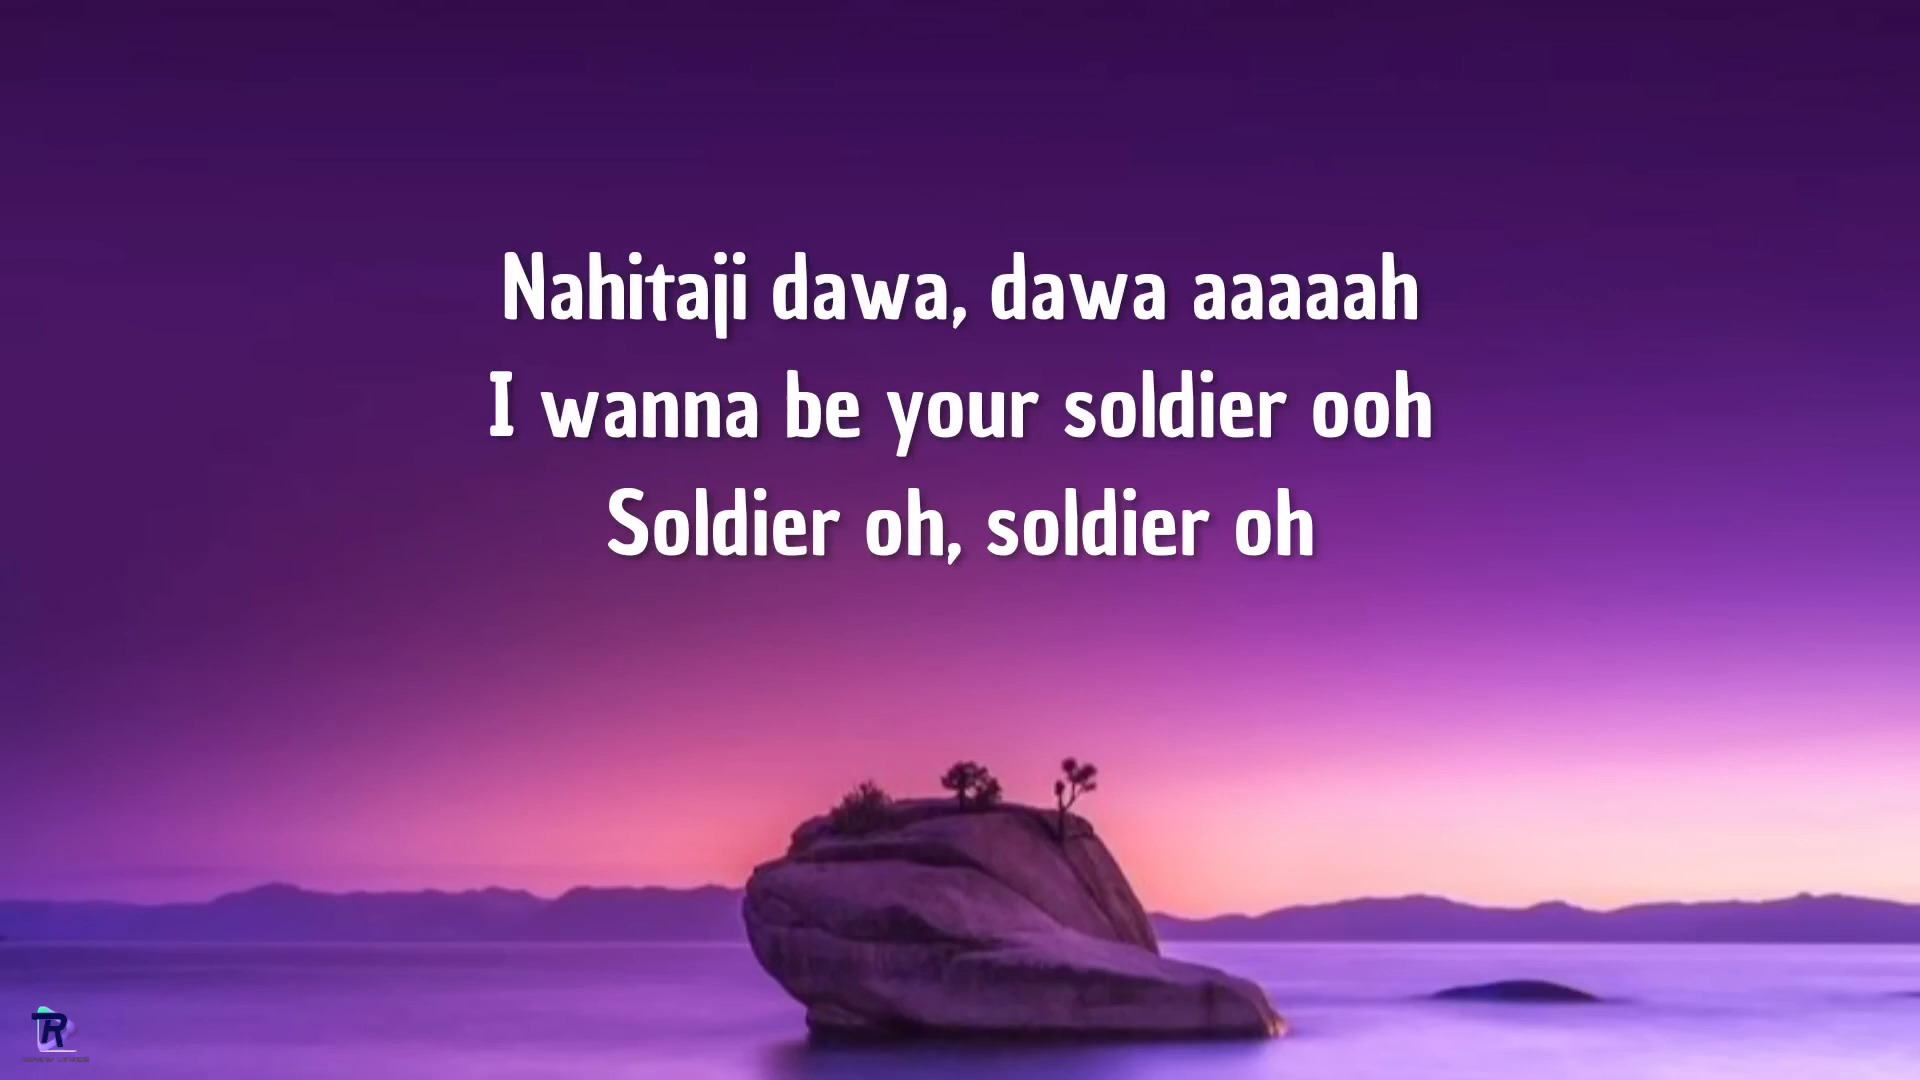 Nahitaji dawa, dawa aaaaah
I wanna be your soldier ooh
Soldier oh, soldier oh